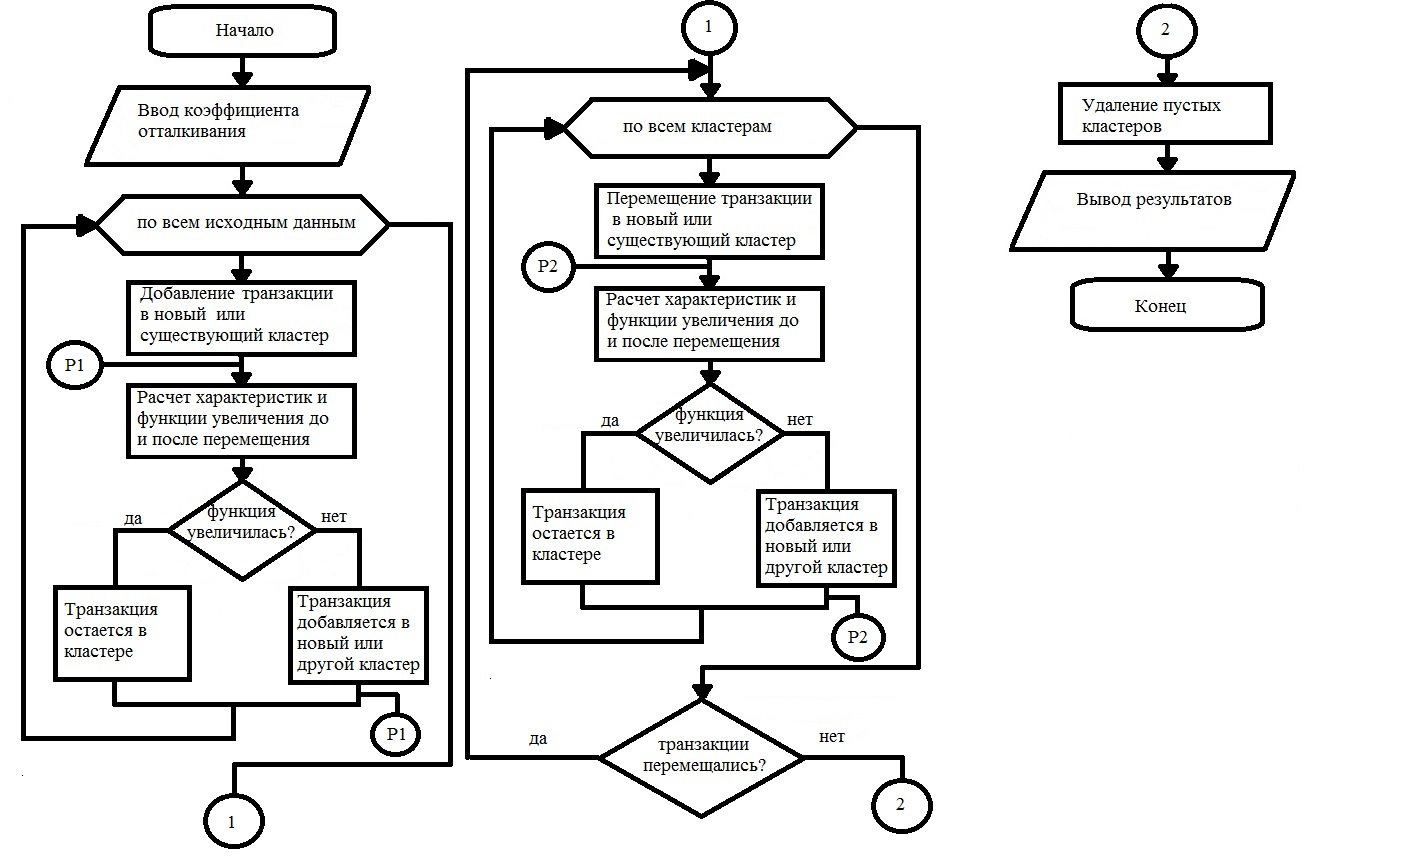 Начало
Ввод коэффициента
отталкивания
по всем исходным данным
Добавление транзакции
в новый или
существующий кластер
P1
Расчет характеристик и
функции увеличения до
и после перемещения
функция
увеличилась?
да
нет
Транзакция
остается в
кластере
Транзакция
добавляется в
новый или
другой кластер
P1
1
1
по всем кластерам
Перемещение транзакции
в новый или
существующий кластер
P2
Расчет характеристик и
функции увеличения до
и после перемещения
функция
увеличилась?
да
нет
Транзакция
остается в
кластере
Транзакция
добавляется в
новый или
другой кластер
P2
транзакции
перемещались?
да
нет
2
2
Удаление пустых
кластеров
Вывод результатов
Конец